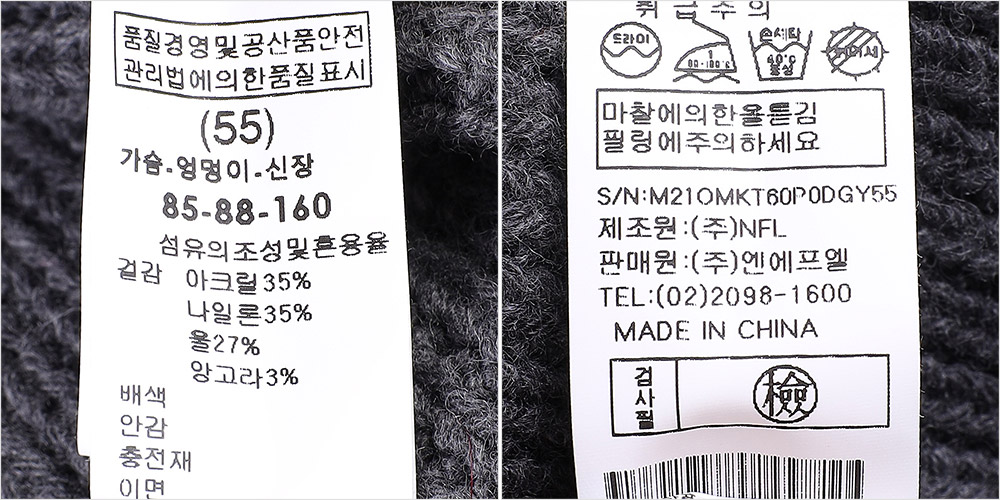 품질경영및공산품안전
관리법에의한품질표시
(55)
가슴-엉덩이-신장
85-88-160
섬유의조성및혼용율
겉감 아크릴35%
나일론35%
울27%
앙고라3%
배색
안감
충전재
이면
취급주의
드라이
80-180℃
손세탁
40℃
중성
마찰에의한올뜯김
필링에주의하세요
S/N:M21OMKT60P0DGY55
제조원:(주)NFL
판매원:(주)엔에프엘
TEL:(02)2098-1600
MADE IN CHINA
검사필
檢